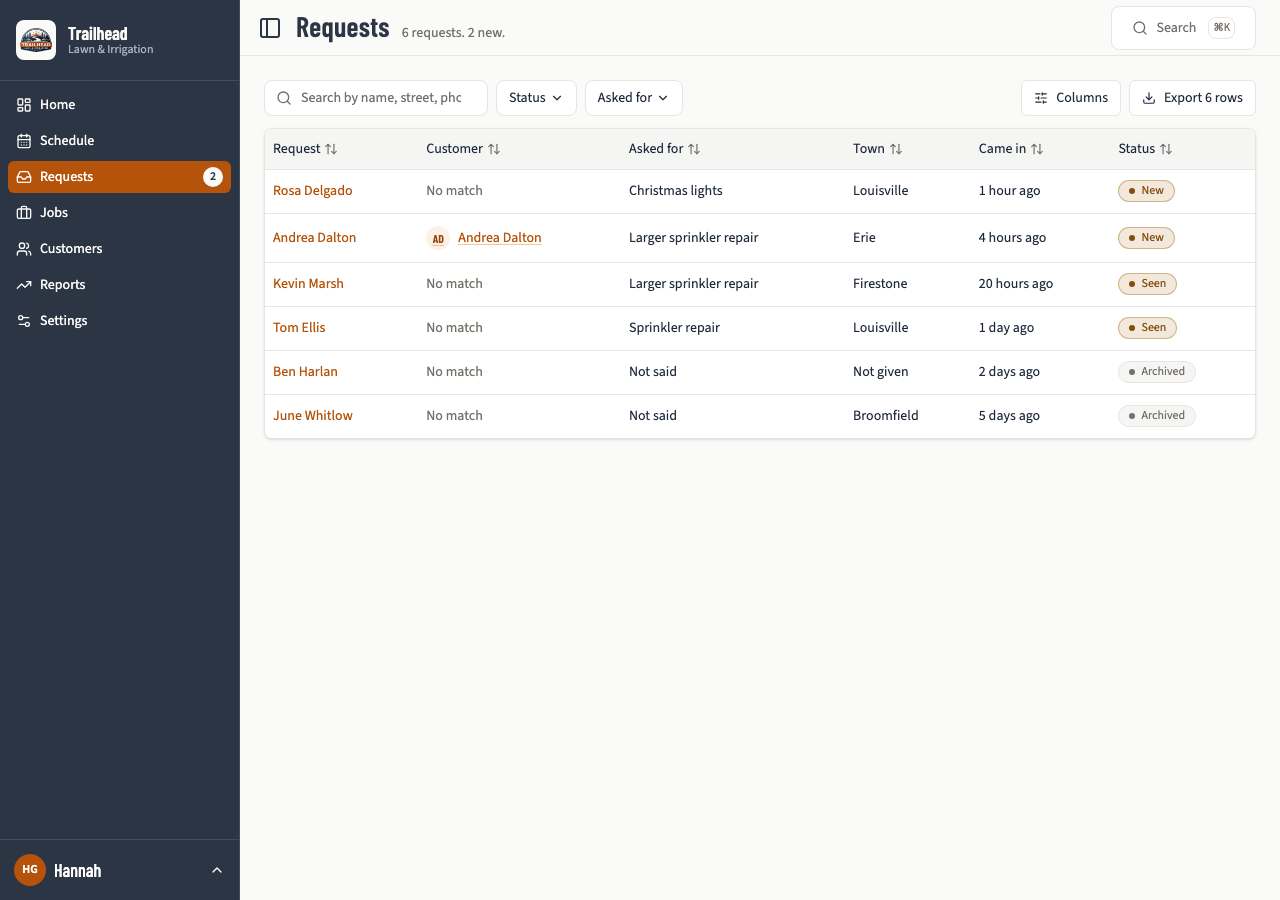 Trailhead
Lawn & Irrigation
Home
Schedule
Requests 2
Jobs
Customers
Reports
Settings
HG Hannah
Requests 6 requests. 2 new.
Search ⌘K
Search by name, street, phc
Status
Asked for
Columns
Export 6 rows
Request Customer Asked for Town Came in Status
Rosa Delgado No match Christmas lights Louisville 1 hour ago New
Andrea Dalton AD Andrea Dalton Larger sprinkler repair Erie 4 hours ago New
Kevin Marsh No match Larger sprinkler repair Firestone 20 hours ago Seen
Tom Ellis No match Sprinkler repair Louisville 1 day ago Seen
Ben Harlan No match Not said Not given 2 days ago Archived
June Whitlow No match Not said Broomfield 5 days ago Archived